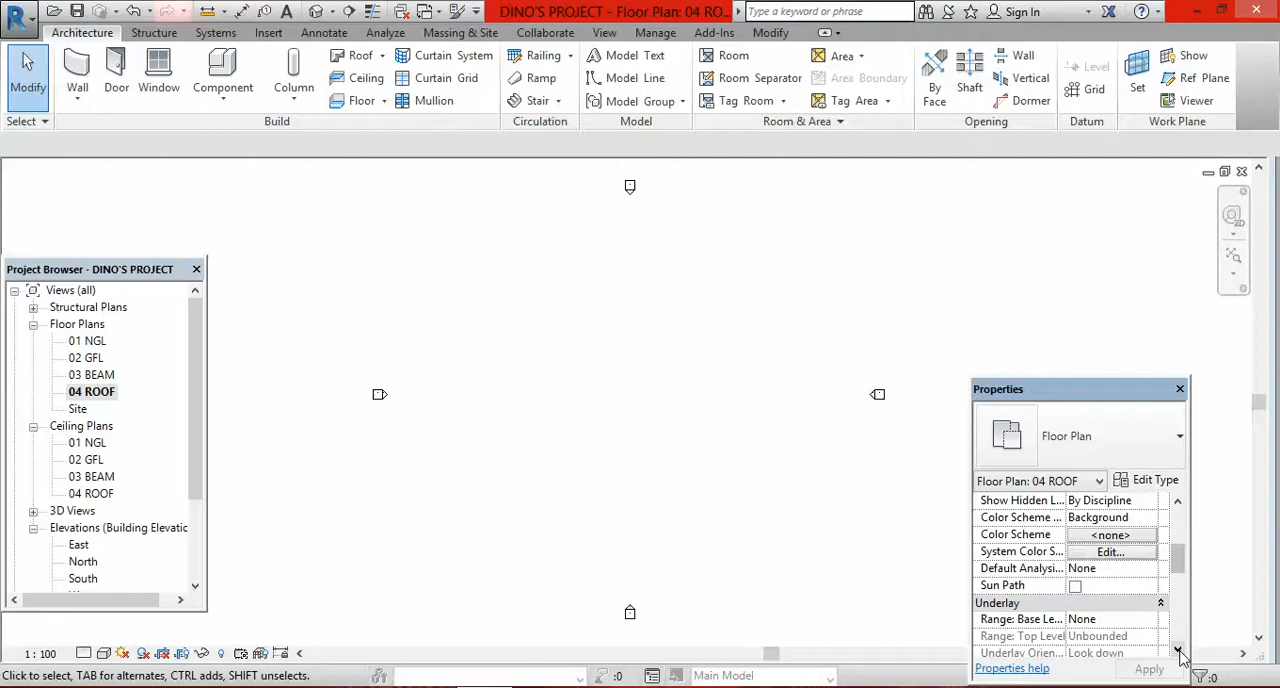 DINO'S PROJECT - Floor Plan: 04 RO...
Type a keyword or phrase
Sign In
Architecture Structure Systems Insert Annotate Analyze Massing & Site Collaborate View Manage Add-Ins Modify
Modify
Wall
Door
Window
Component
Column
Roof
Ceiling
Floor
Curtain System
Curtain Grid
Mullion
Railing
Ramp
Stair
Model Text
Model Line
Model Group
Room
Room Separator
Tag Room
Area
Area Boundary
Tag Area
By
Face
Shaft
Wall
Vertical
Dormer
Level
Grid
Set
Show
Ref Plane
Viewer
Select Build Circulation Model Room & Area Opening Datum Work Plane
2D
Project Browser - DINO'S PROJECT
Views (all)
Structural Plans
Floor Plans
01 NGL
02 GFL
03 BEAM
04 ROOF
Site
Ceiling Plans
01 NGL
02 GFL
03 BEAM
04 ROOF
3D Views
Elevations (Building Elevatic
East
North
South
Properties
Floor Plan
Floor Plan: 04 ROOF
Edit Type
Show Hidden L... By Discipline
Color Scheme ... Background
Color Scheme <none>
System Color S... Edit...
Default Analysi... None
Sun Path
Underlay
Range: Base Le... None
Range: Top Level Unbounded
Underlay Orien... Look down
Properties help
Apply
1 : 100
Click to select, TAB for alternates, CTRL adds, SHIFT unselects.
:0
Main Model
:0